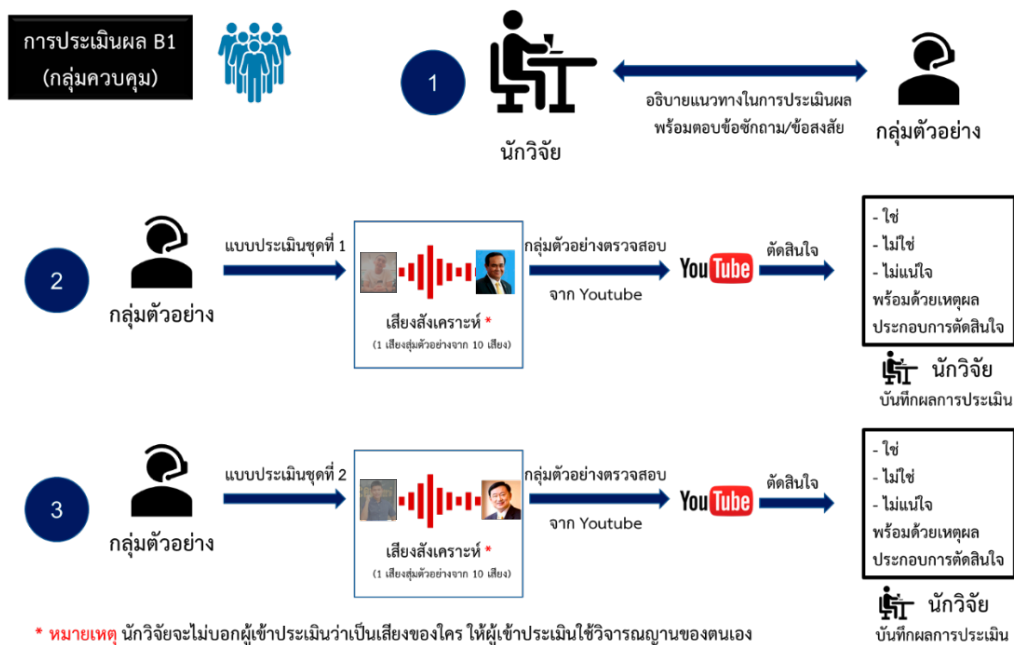 การประเมินผล B1
(กลุ่มควบคุม)
1
อธิบายแนวทางในการประเมินผล
พร้อมตอบข้อซักถาม/ข้อสงสัย
นักวิจัย
กลุ่มตัวอย่าง
2
กลุ่มตัวอย่าง
แบบประเมินชุดที่ 1
เสียงสังเคราะห์ *
(1 เสียงสุ่มตัวอย่างจาก 10 เสียง)
กลุ่มตัวอย่างตรวจสอบ
จาก Youtube
YouTube
ตัดสินใจ
- ใช่
- ไม่ใช่
- ไม่แน่ใจ
พร้อมด้วยเหตุผล
ประกอบการตัดสินใจ
นักวิจัย
บันทึกผลการประเมิน
3
กลุ่มตัวอย่าง
แบบประเมินชุดที่ 2
เสียงสังเคราะห์ *
(1 เสียงสุ่มตัวอย่างจาก 10 เสียง)
กลุ่มตัวอย่างตรวจสอบ
จาก Youtube
YouTube
ตัดสินใจ
- ใช่
- ไม่ใช่
- ไม่แน่ใจ
พร้อมด้วยเหตุผล
ประกอบการตัดสินใจ
นักวิจัย
บันทึกผลการประเมิน
* หมายเหตุ นักวิจัยจะไม่บอกผู้เข้าประเมินว่าเป็นเสียงของใคร ให้ผู้เข้าประเมินใช้วิจารณญานของตนเอง